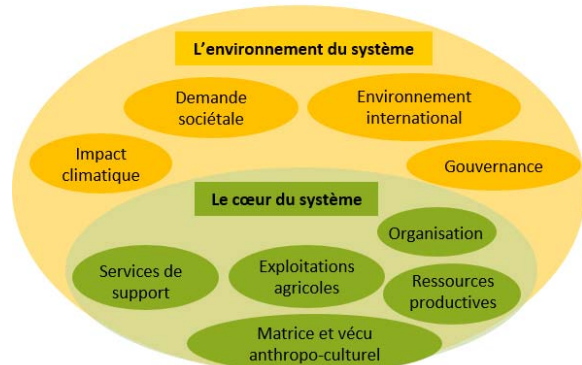 L'environnement du système
Demande
sociétale
Environnement
international
Impact
climatique
Gouvernance
Le cœur du système
Organisation
Services de
support
Exploitations
agricoles
Ressources
productives
Matrice et vécu
anthropo-culturel